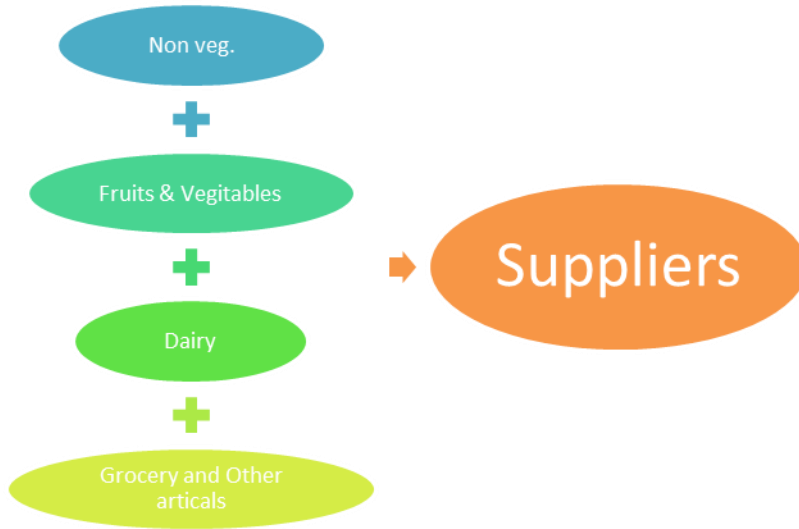 Non veg.
Fruits & Vegitables
Dairy
Grocery and Other
articals
Suppliers